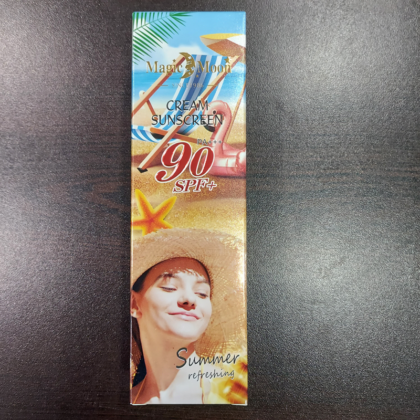 Magic Moon
CREAM
SUNSCREEN
90
SPF+
Summer
refreshing